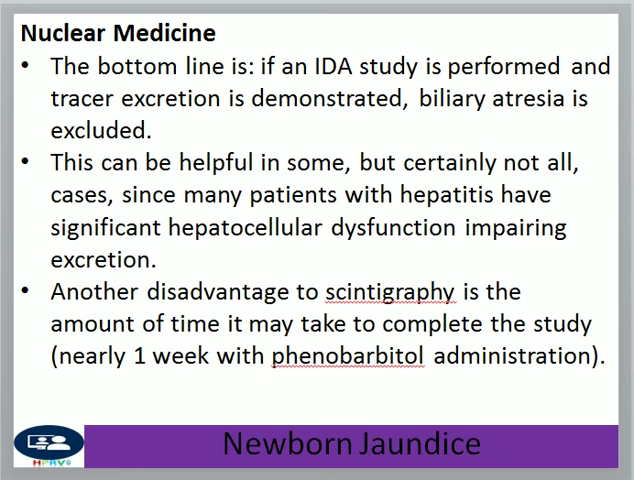 Nuclear Medicine
• The bottom line is: if an IDA study is performed and
tracer excretion is demonstrated, biliary atresia is
excluded.
• This can be helpful in some, but certainly not all,
cases, since many patients with hepatitis have
significant hepatocellular dysfunction impairing
excretion.
• Another disadvantage to scintigraphy is the
amount of time it may take to complete the study
(nearly 1 week with phenobarbitol administration).
Newborn Jaundice